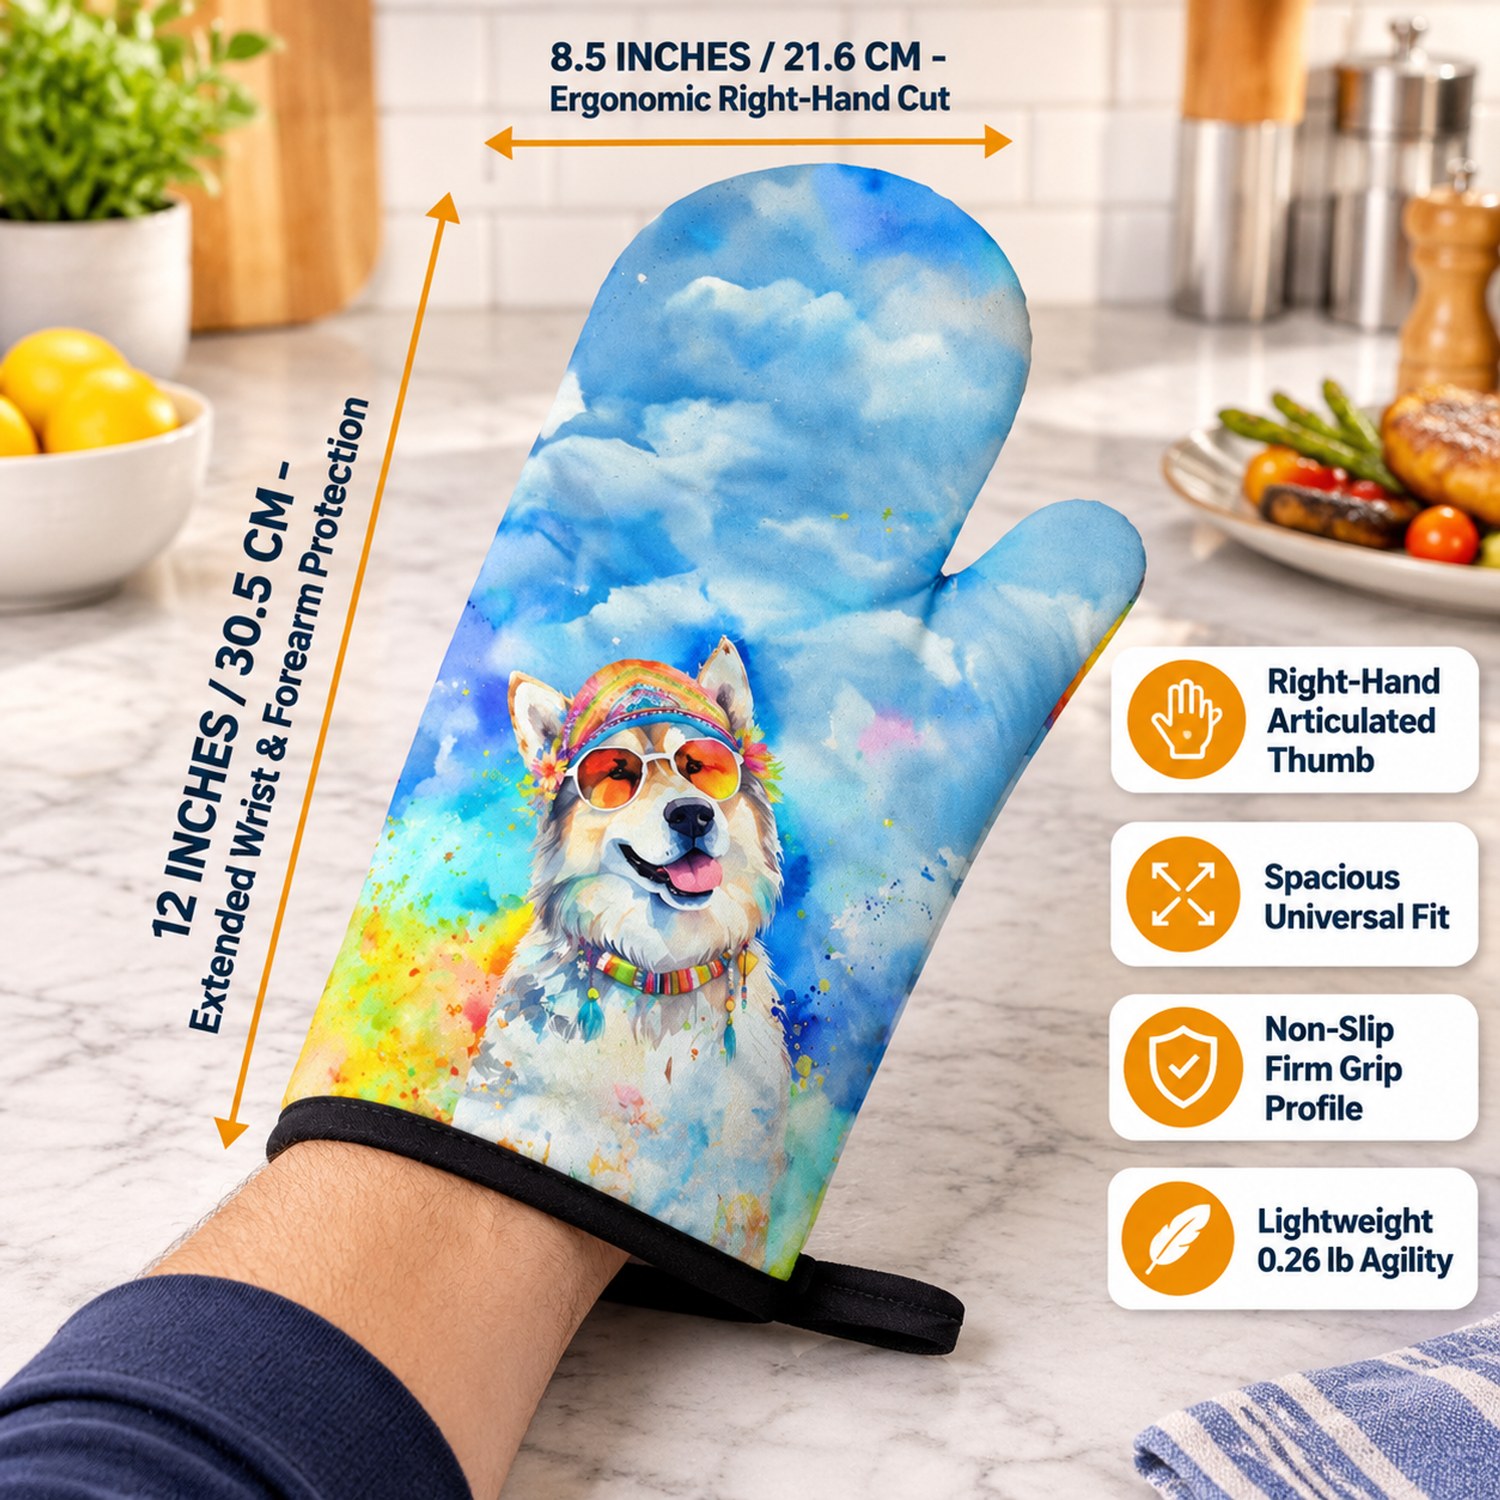 8.5 INCHES / 21.6 CM -
Ergonomic Right-Hand Cut
12 INCHES / 30.5 CM -
Extended Wrist & Forearm Protection
Right-Hand
Articulated
Thumb
Spacious
Universal Fit
Non-Slip
Firm Grip
Profile
Lightweight
0.26 lb Agility